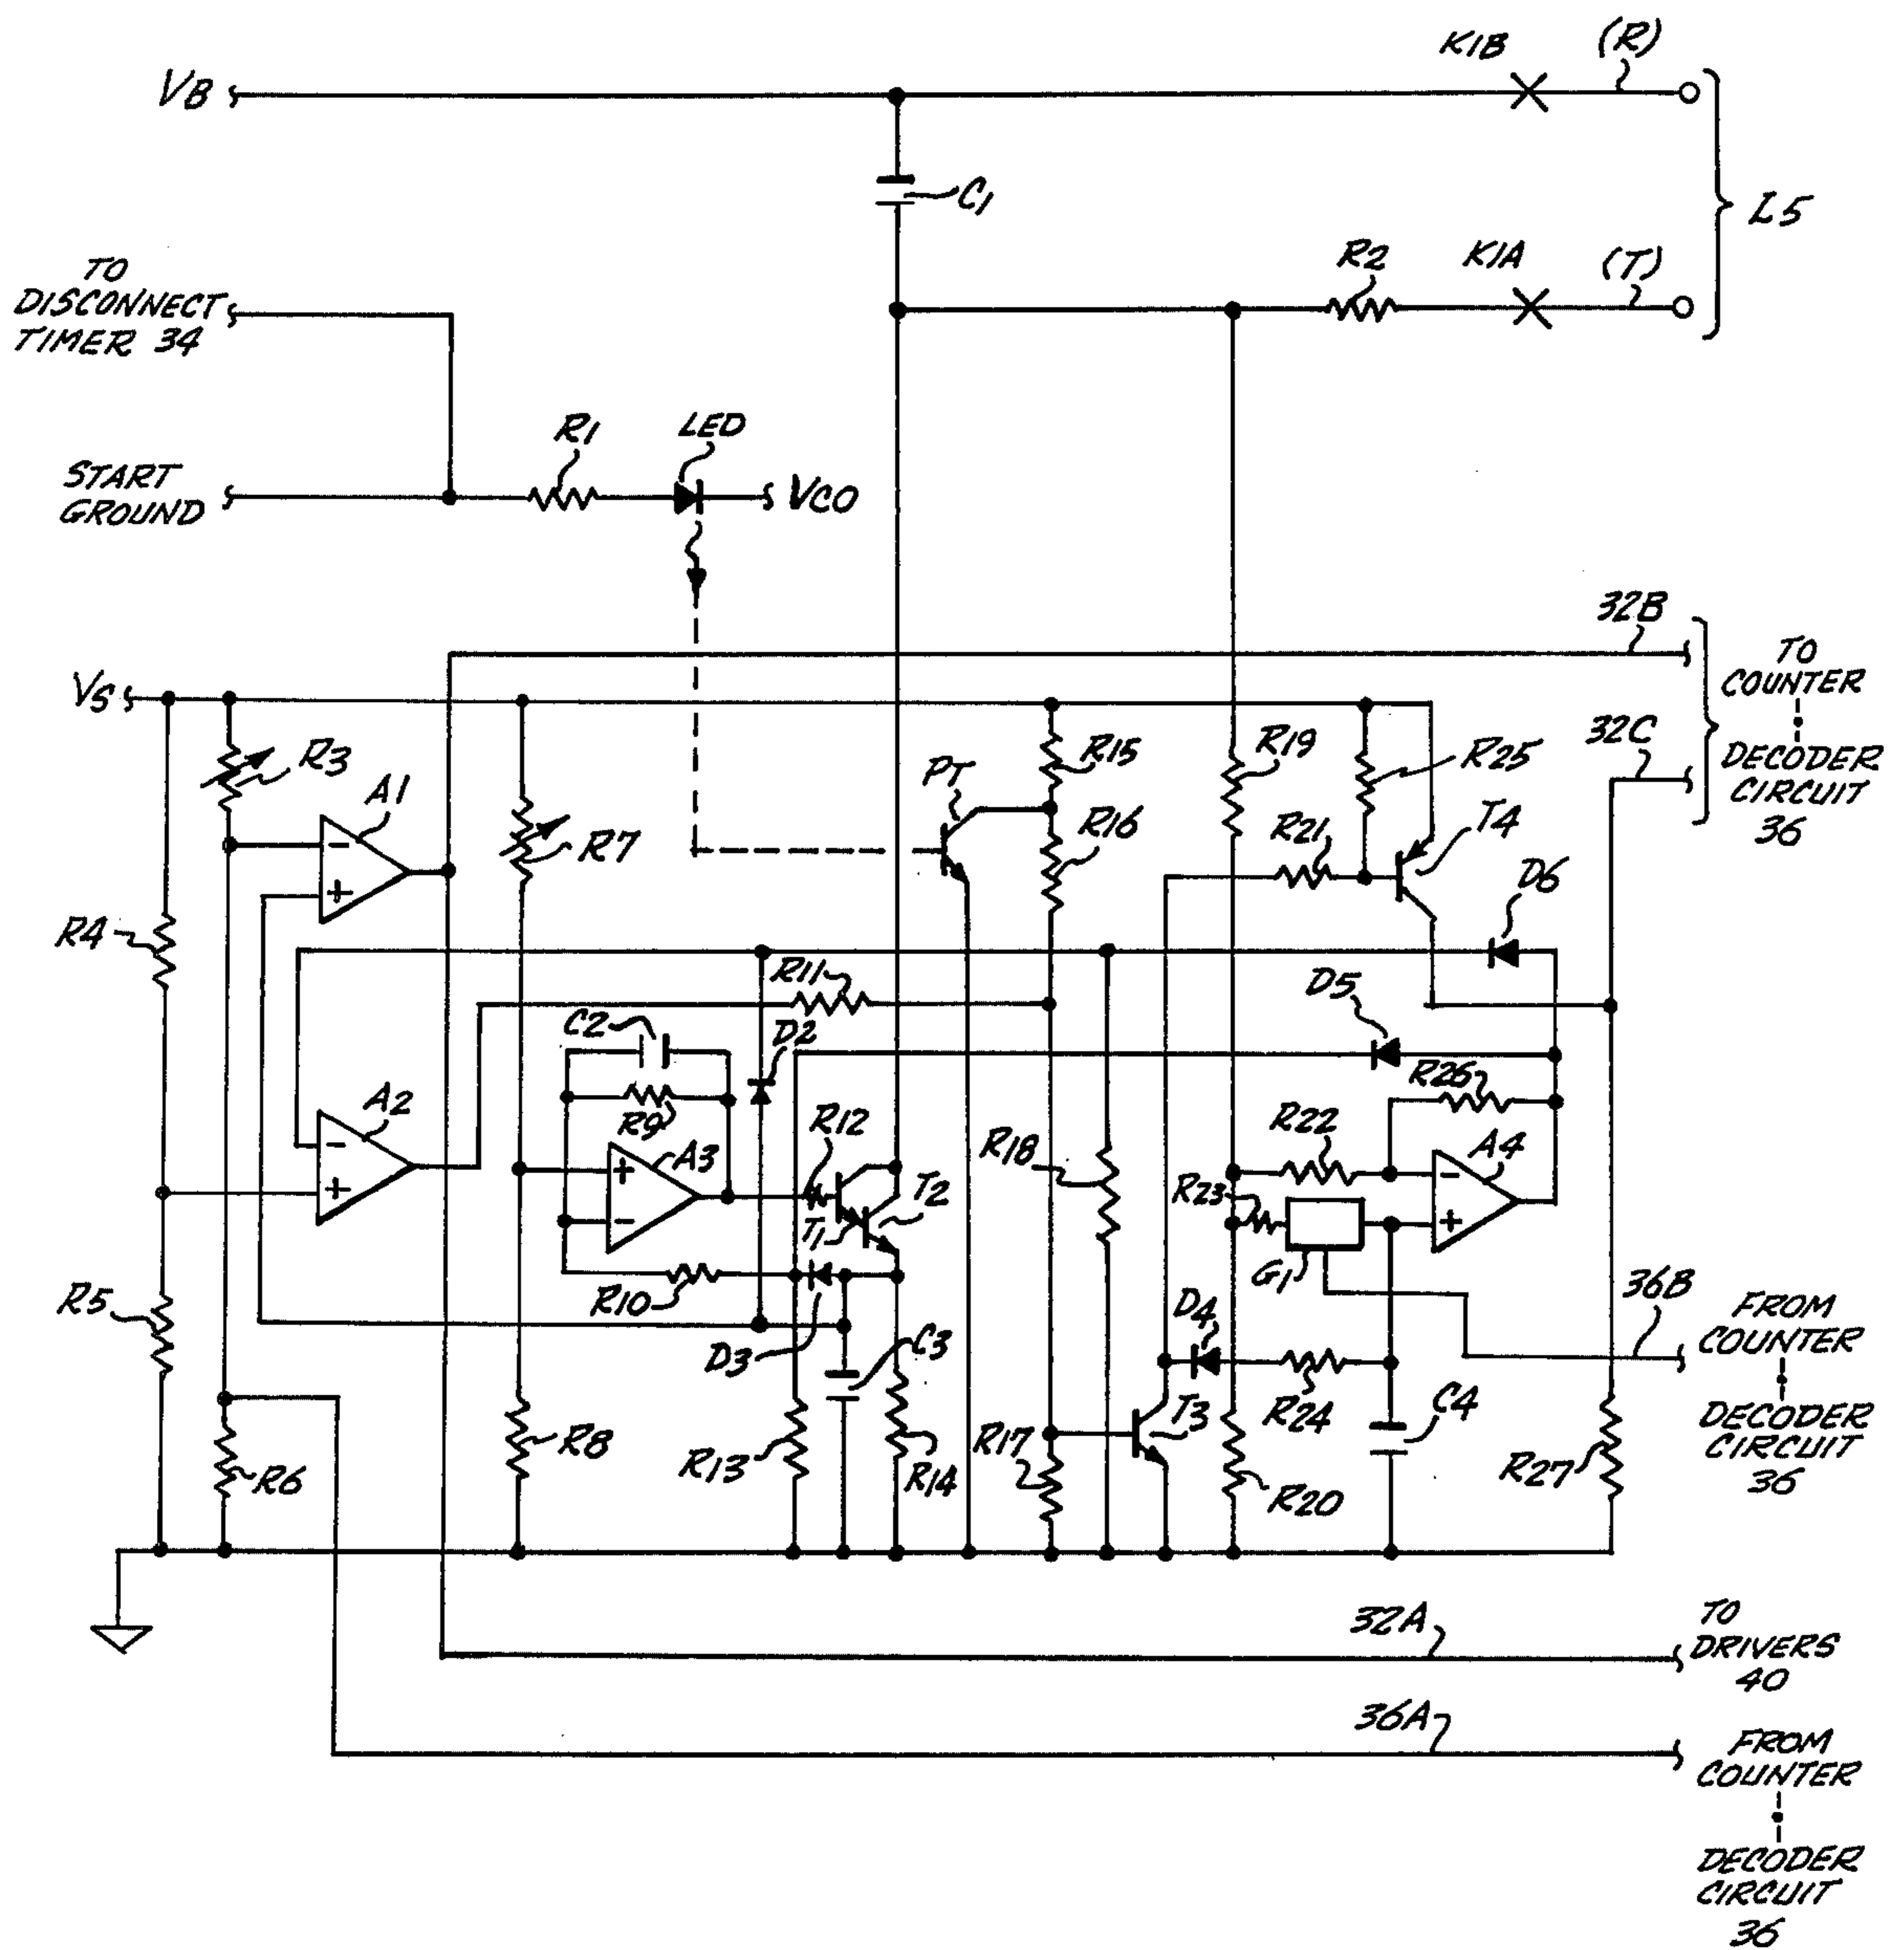 K1B
(R)
VB
C1
L5
TO
DISCONNECT
TIMER 34
R2
K1A
(T)
R1
LED
START
GROUND
VCO
32B
TO
COUNTER
DECODER
CIRCUIT
36
VS
32C
R3
A1
PT
R15
R19
R25
R7
R16
R21
T4
D6
R4
R11
D5
C2
D2
R26
A2
R9
R12
R22
A4
A3
R18
R23
T2
T1
G1
36B
R5
R10
D4
FROM
COUNTER
DECODER
CIRCUIT
36
D3
C3
R24
T3
C4
R8
R17
R13
R14
R6
R20
R27
32A
TO
DRIVERS
40
36A
FROM
COUNTER
DECODER
CIRCUIT
36